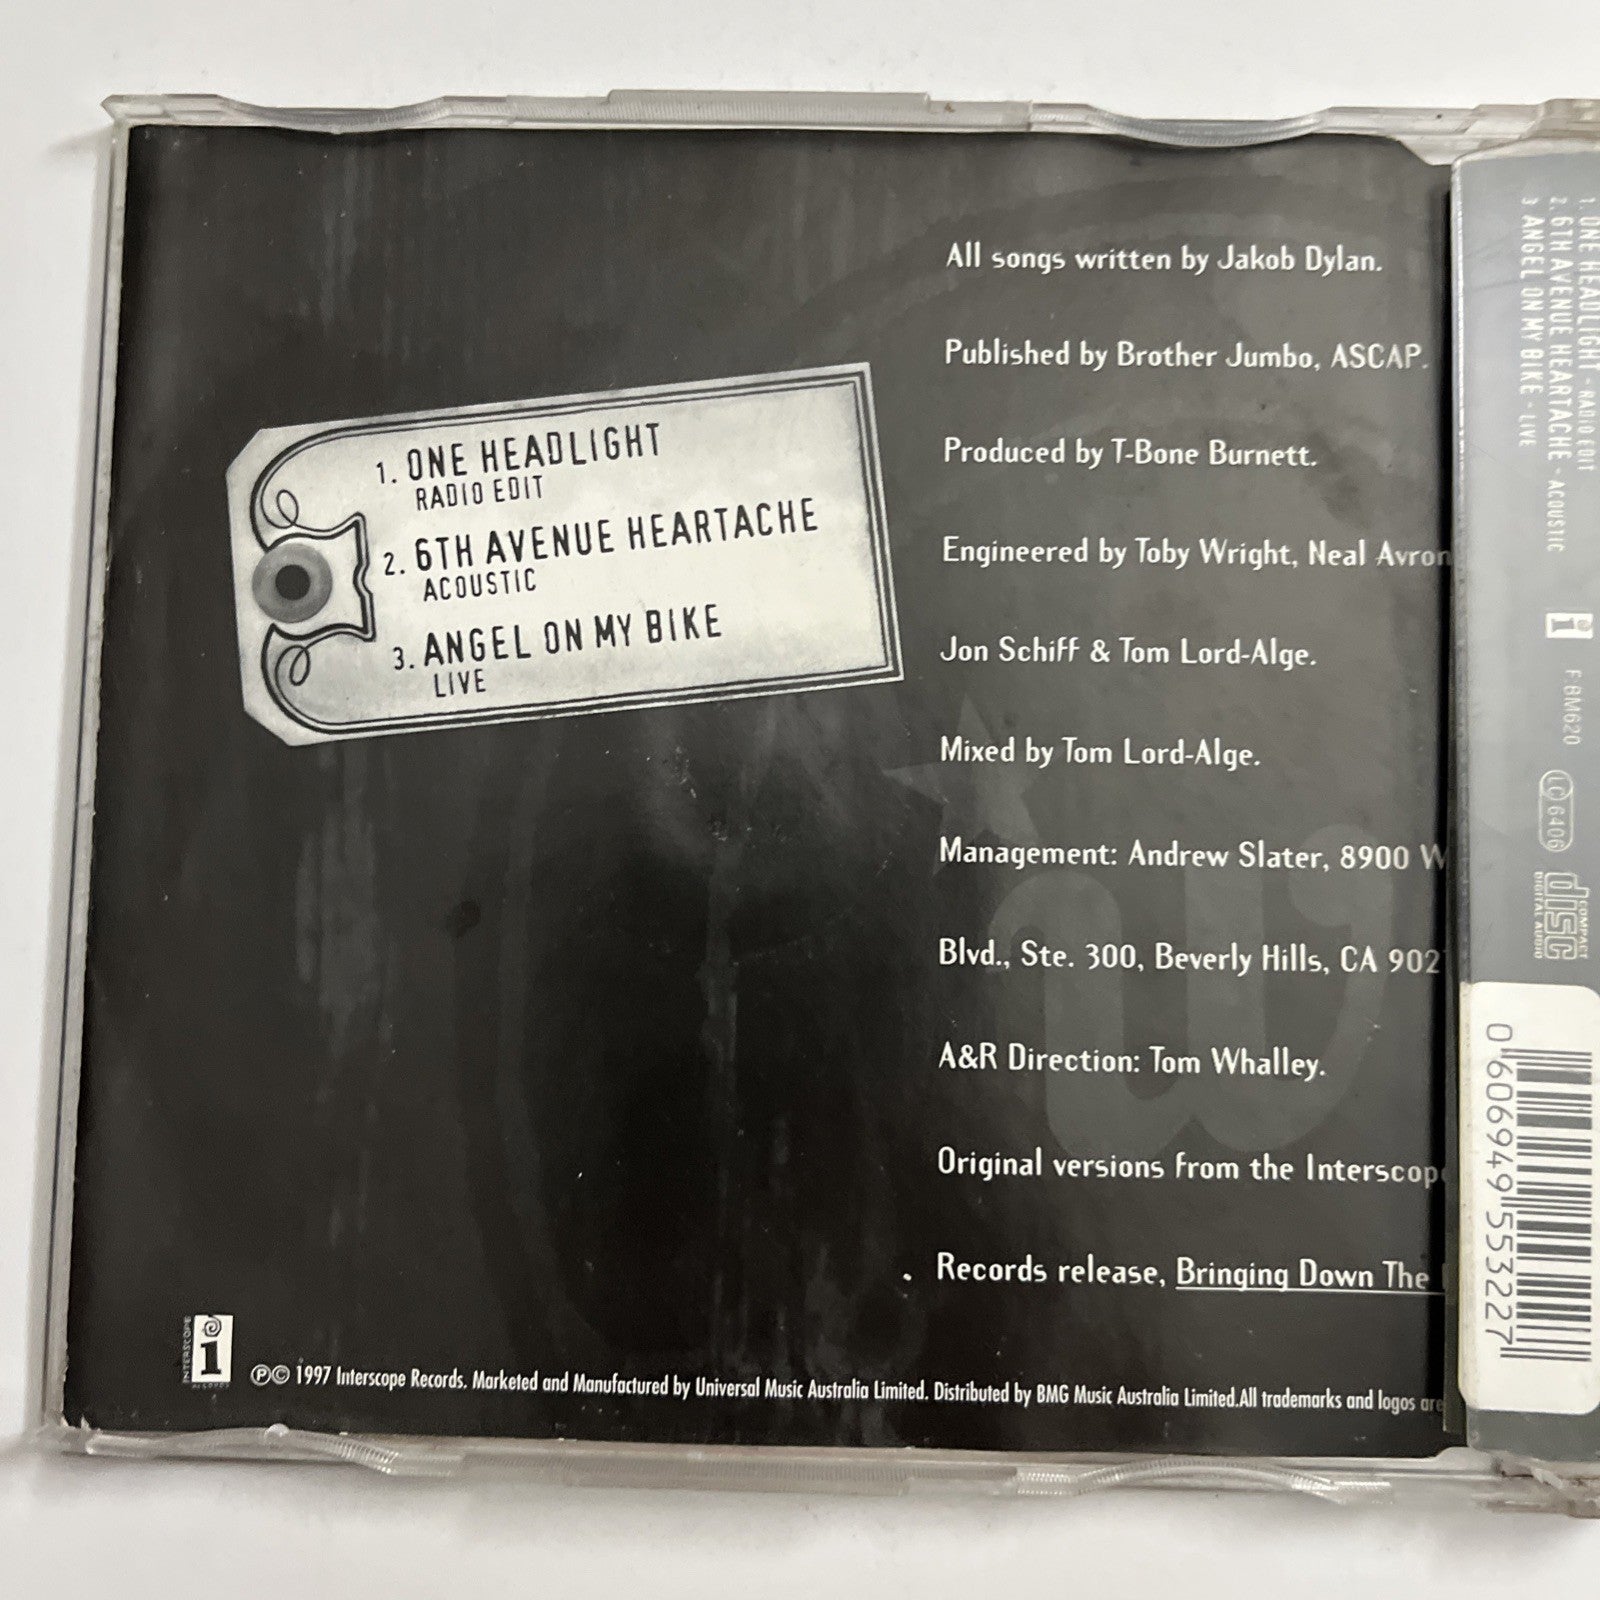 1. ONE HEADLIGHT
RADIO EDIT
2. 6TH AVENUE HEARTACHE
ACOUSTIC
3. ANGEL ON MY BIKE
LIVE
All songs written by Jakob Dylan.
Published by Brother Jumbo, ASCAP.
Produced by T-Bone Burnett.
Engineered by Toby Wright, Neal Avron
Jon Schiff & Tom Lord-Alge.
Mixed by Tom Lord-Alge.
Management: Andrew Slater, 8900 W
Blvd., Ste. 300, Beverly Hills, CA 902
A&R Direction: Tom Whalley.
Original versions from the Interscop
Records release, Bringing Down The
INTERSCOPE
i
RECORDS
℗© 1997 Interscope Records. Marketed and Manufactured by Universal Music Australia Limited. Distributed by BMG Music Australia Limited.All trademarks and logos are
1. ONE HEADLIGHT - RADIO EDIT
2. 6TH AVENUE HEARTACHE - ACOUSTIC
3 ANGEL ON MY BIKE - LIVE
i
FBM620
LC 6406
COMPACT
disc
DIGITAL AUDIO
0 606949 553227